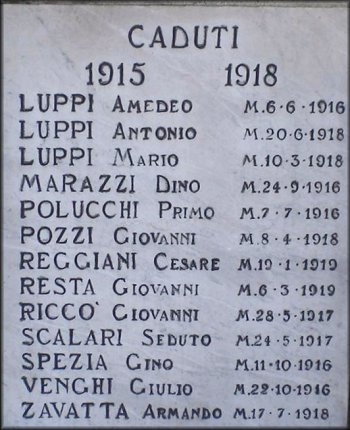 CADUTI
1915 1918
LUPPI AMEDEO M.6·6·1916
LUPPI ANTONIO M.20·6·1918
LUPPI MARIO M.10·3·1918
MARAZZI DINO M.24·9·1916
POLUCCHI PRIMO M.7·7·1916
POZZI GIOVANNI M.8·4·1918
REGGIANI CESARE M.19·1·1919
RESTA GIOVANNI M.6·3·1919
RICCO' GIOVANNI M.28·5·1917
SCALARI SEDUTO M.24·5·1917
SPEZIA GINO M.11·10·1916
VENGHI GIULIO M.22·10·1916
ZAVATTA ARMANDO M.17·7·1918